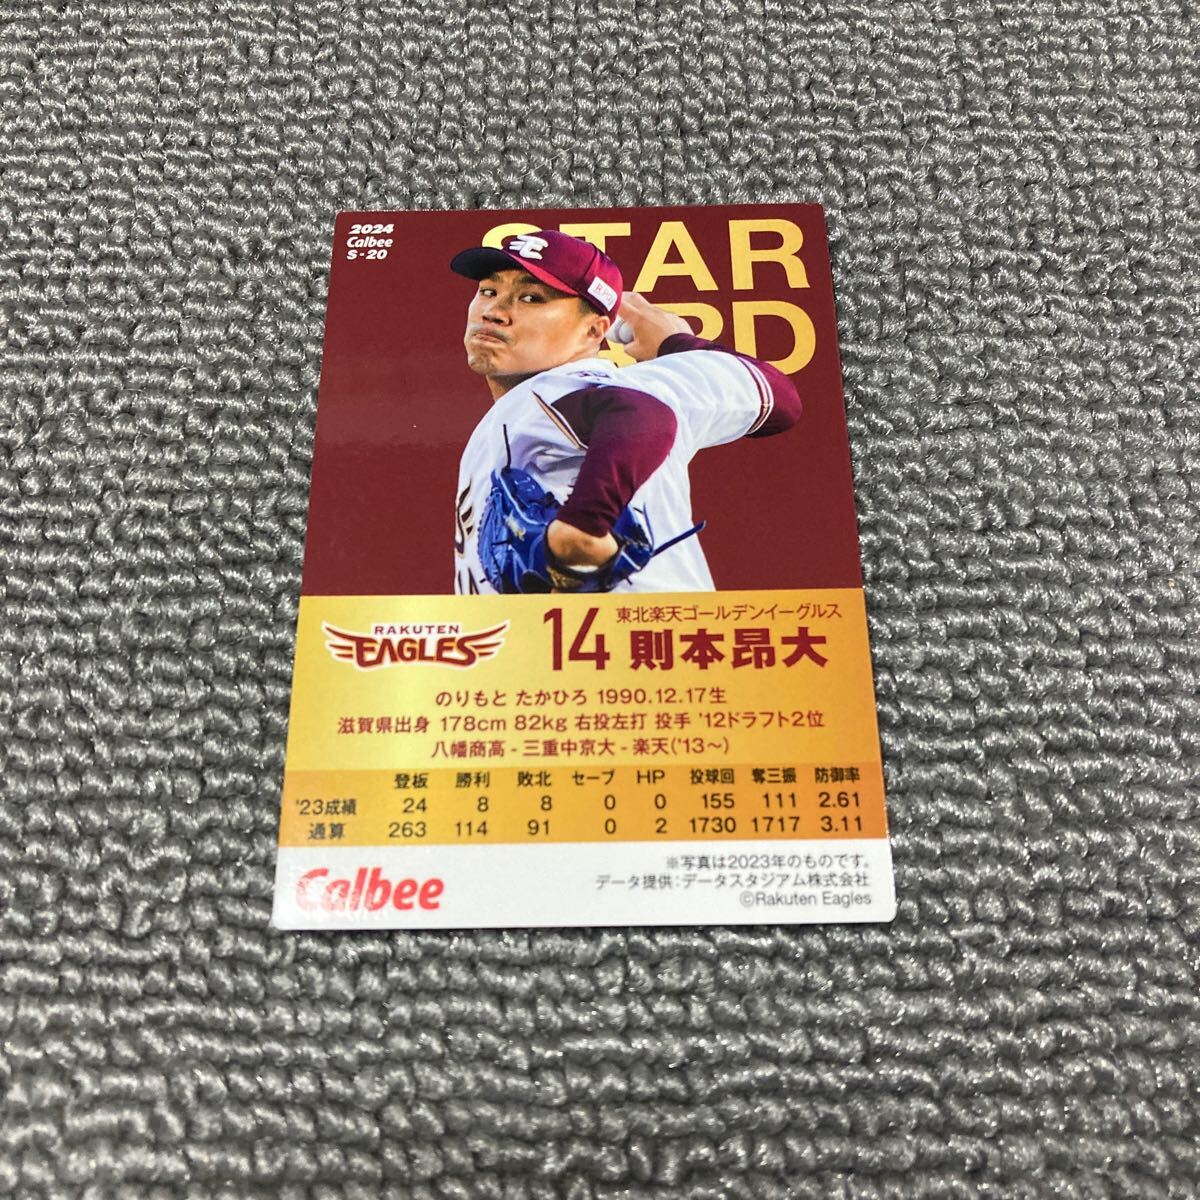 2024
Calbee
S-20
STAR
CARD
RAKUTEN
EAGLES
14
東北楽天ゴールデンイーグルス
則本昂大
のりもと たかひろ 1990.12.17生
滋賀県出身 178cm 82kg 右投左打 投手 '12ドラフト2位
八幡商高 - 三重中京大 - 楽天('13～)
登板 勝利 敗北 セーブ HP 投球回 奪三振 防御率
'23成績 24 8 8 0 0 155 111 2.61
通算 263 114 91 0 2 1730 1717 3.11
Calbee
※写真は2023年のものです。
データ提供:データスタジアム株式会社
©Rakuten Eagles